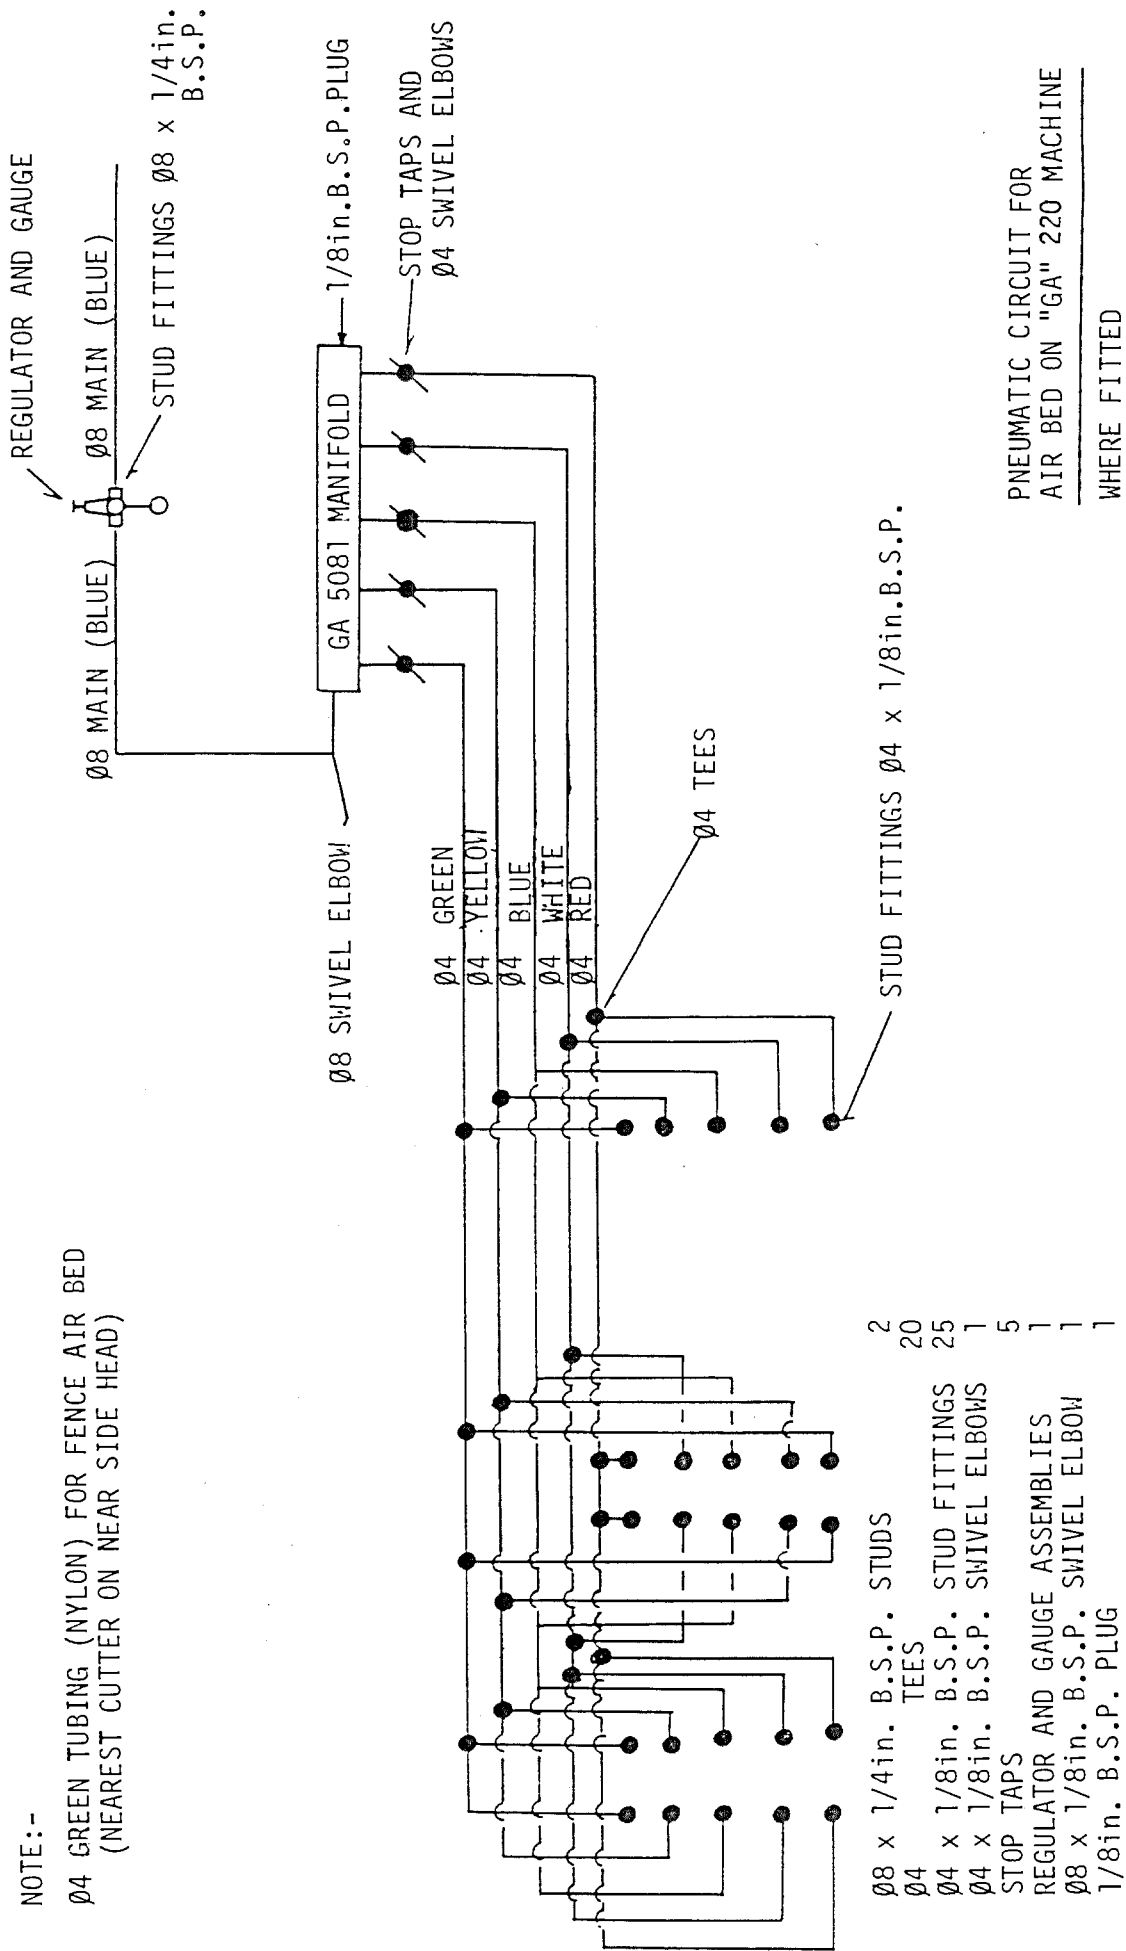 NOTE:-
Ø4 GREEN TUBING (NYLON) FOR FENCE AIR BED
(NEAREST CUTTER ON NEAR SIDE HEAD)
REGULATOR AND GAUGE
Ø8 MAIN (BLUE)
Ø8 MAIN (BLUE)
STUD FITTINGS Ø8 x 1/4in.
B.S.P.
Ø8 SWIVEL ELBOW
GA 5081 MANIFOLD
1/8in.B.S.P.PLUG
STOP TAPS AND
Ø4 SWIVEL ELBOWS
Ø4 GREEN
Ø4 YELLOW
Ø4 BLUE
Ø4 WHITE
Ø4 RED
Ø4 TEES
STUD FITTINGS Ø4 x 1/8in.B.S.P.
Ø8 x 1/4in. B.S.P. STUDS 2
Ø4 TEES 20
Ø4 x 1/8in. B.S.P. STUD FITTINGS 25
Ø4 x 1/8in. B.S.P. SWIVEL ELBOWS 1
STOP TAPS 5
REGULATOR AND GAUGE ASSEMBLIES 1
Ø8 x 1/8in. B.S.P. SWIVEL ELBOW 1
1/8in. B.S.P. PLUG 1
PNEUMATIC CIRCUIT FOR
AIR BED ON "GA" 220 MACHINE
WHERE FITTED